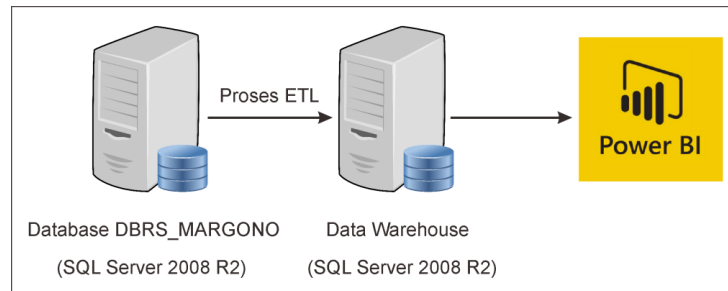 Proses ETL
Power BI
Database DBRS_MARGONO
(SQL Server 2008 R2)
Data Warehouse
(SQL Server 2008 R2)